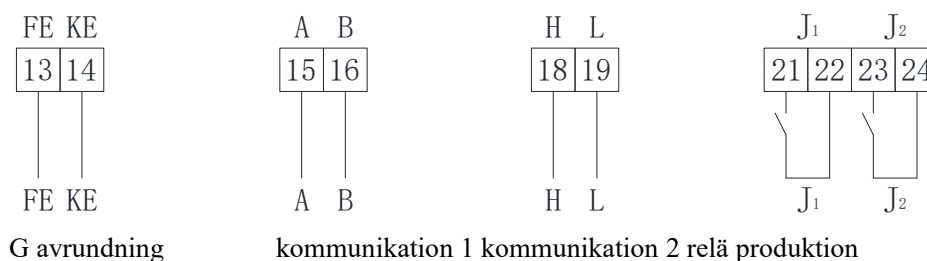 FE KE A B H L J₁ J₂
13 14 15 16 18 19 21 22 23 24
FE KE A B H L J₁ J₂
G avrundning kommunikation 1 kommunikation 2 relä produktion